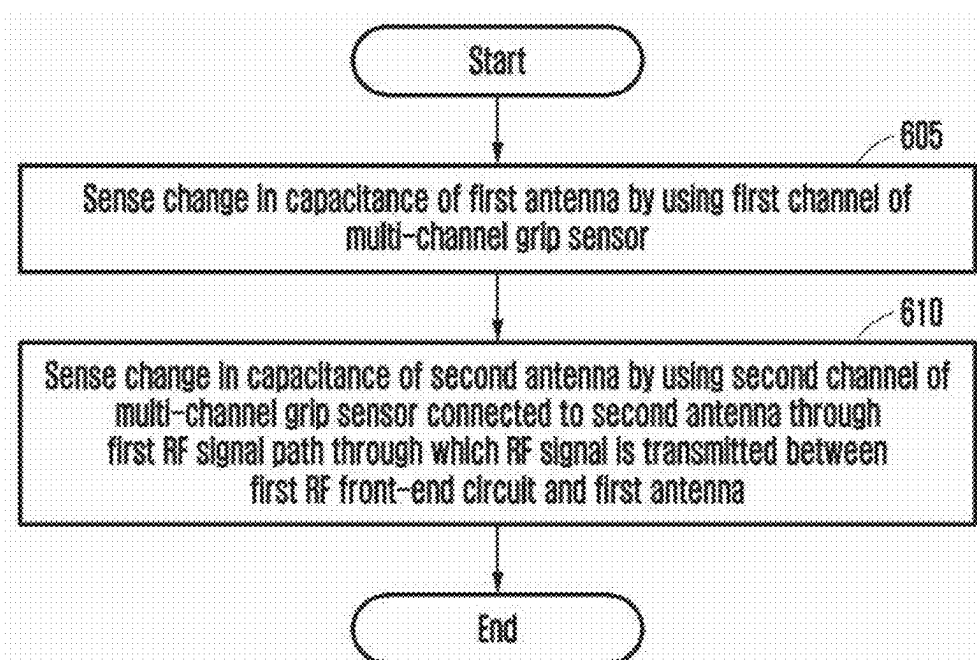 Start
605
Sense change in capacitance of first antenna by using first channel of
multi-channel grip sensor
610
Sense change in capacitance of second antenna by using second channel of
multi-channel grip sensor connected to second antenna through
first RF signal path through which RF signal is transmitted between
first RF front-end circuit and first antenna
End